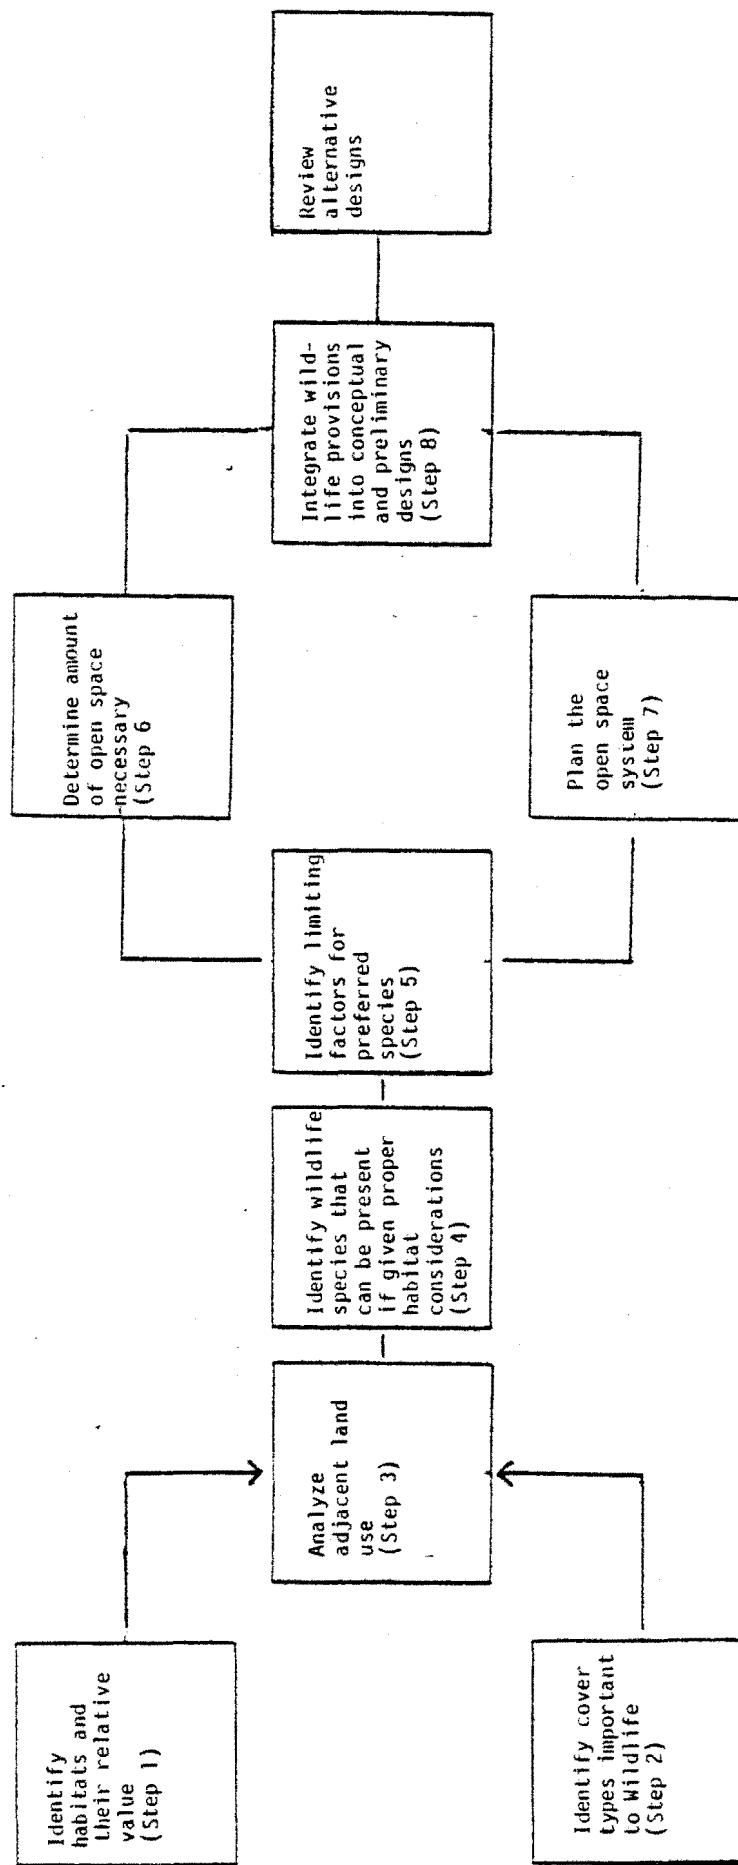 Identify
habitats and
their relative
value
(Step 1)
Identify cover
types important
to Wildlife
(Step 2)
Analyze
adjacent land
use
(Step 3)
Identify wildlife
species that
can be present
if given proper
habitat
considerations
(Step 4)
Identify limiting
factors for
preferred
species
(Step 5)
Determine amount
of open space
necessary
(Step 6
Plan the
open space
system
(Step 7)
Integrate wild-
life provisions
into conceptual
and preliminary
designs
(Step 8)
Review
alternative
designs